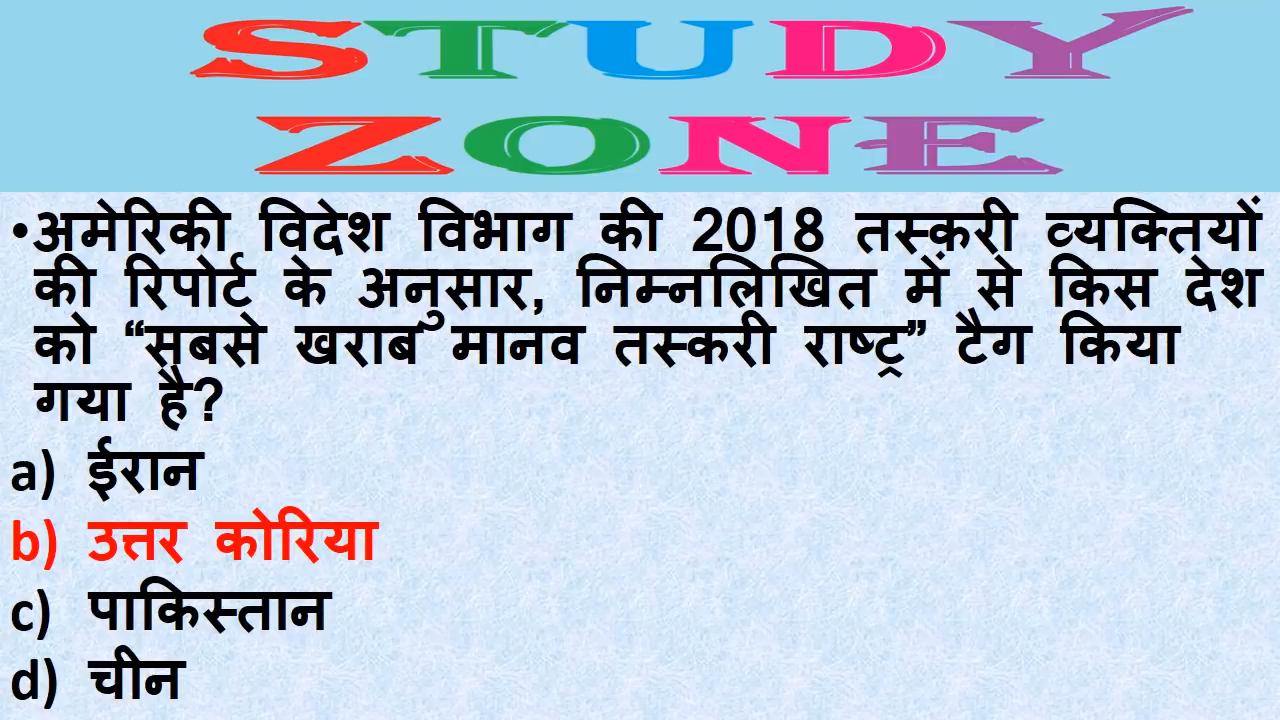 STUDY
ZONE
•अमेरिकी विदेश विभाग की 2018 तस्करी व्यक्तियों
की रिपोर्ट के अनुसार, निम्नलिखित में से किस देश
को “सबसे खराब मानव तस्करी राष्ट्र” टैग किया
गया है?
a) ईरान
b) उत्तर कोरिया
c) पाकिस्तान
d) चीन